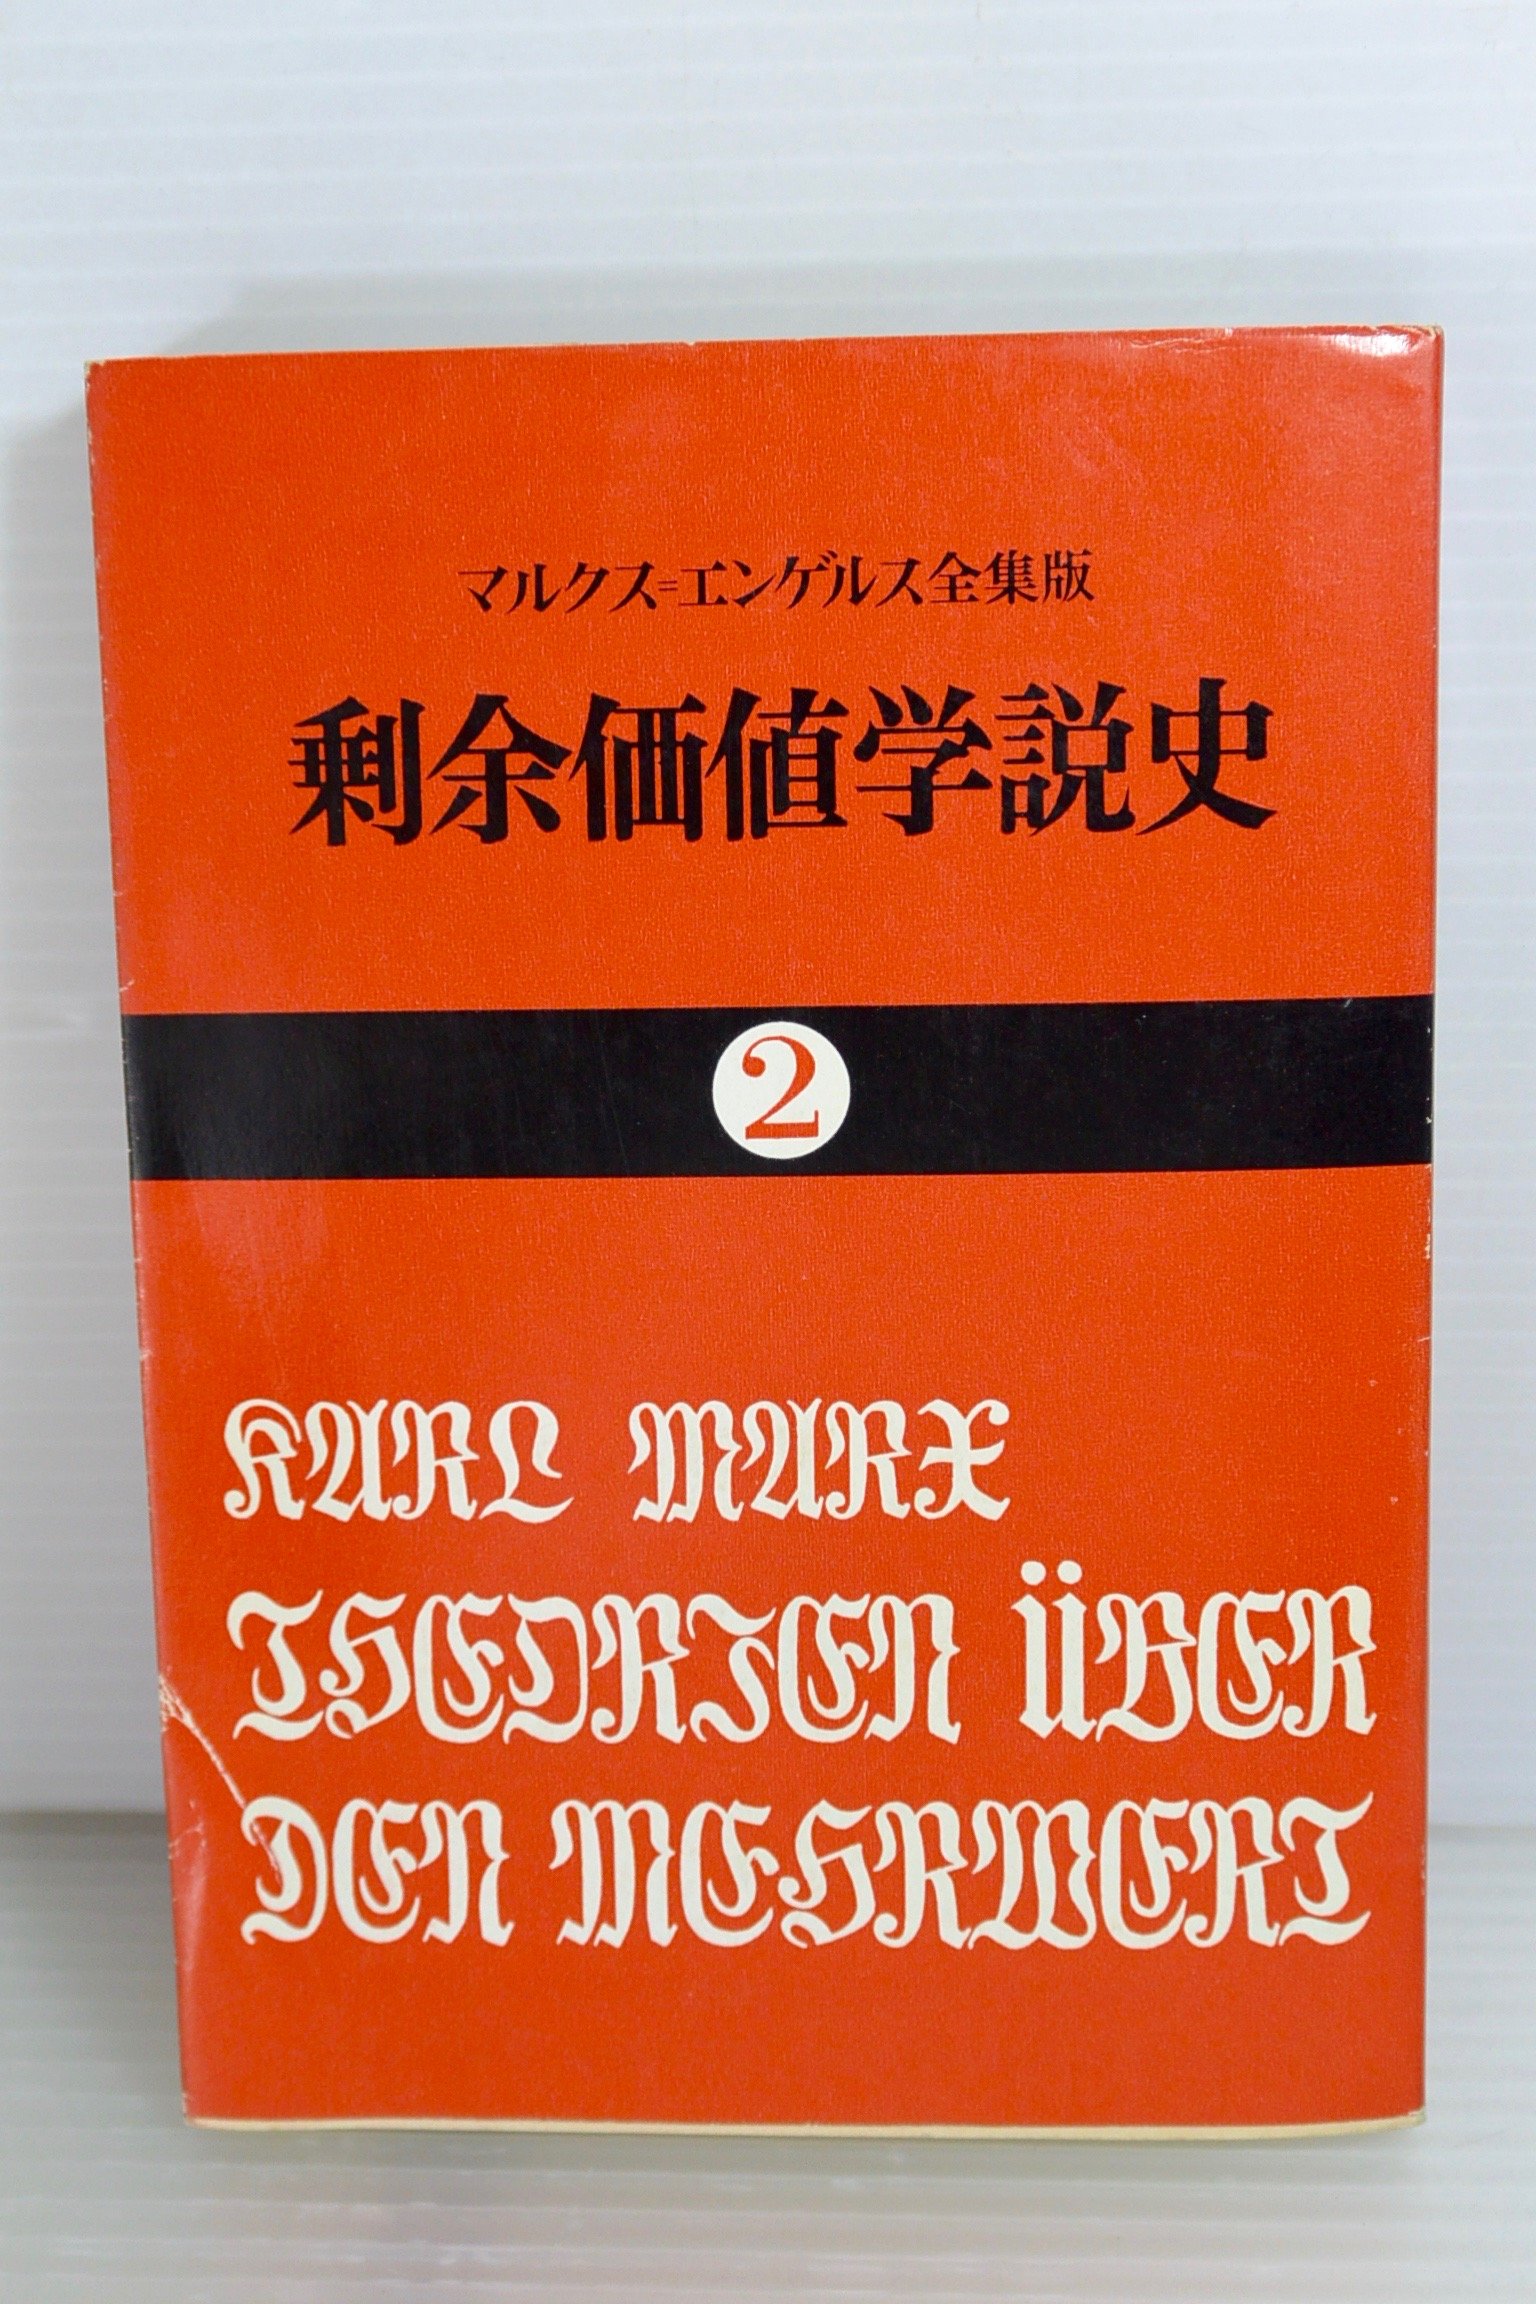 マルクス=エンゲルス全集版
剰余価値学説史
2
KARL MARX
THEORIEN ÜBER
DEN MEHRWERT